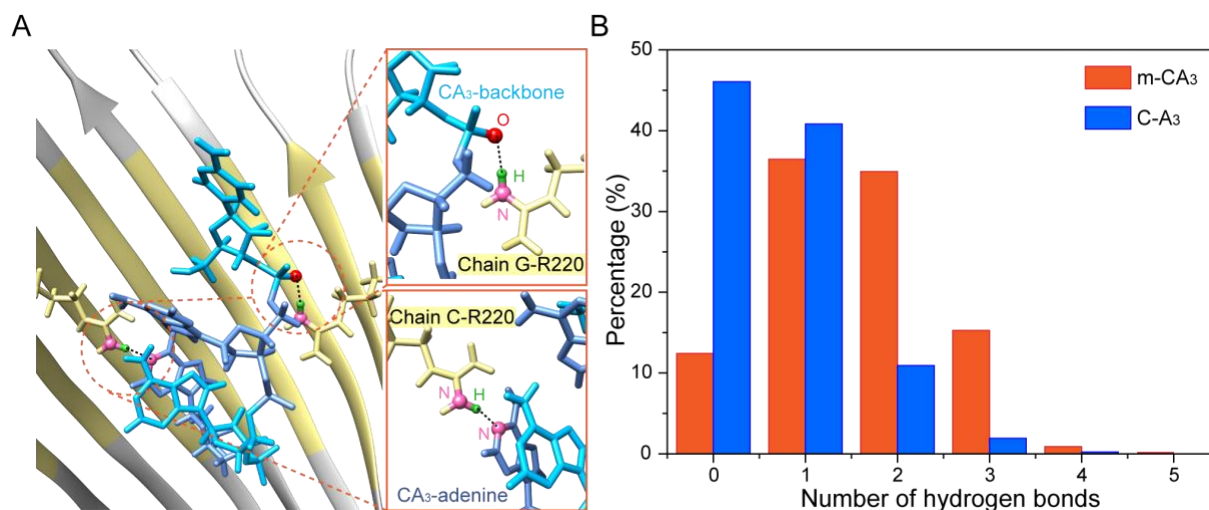 A
CA₃-backbone
O
H
N
Chain G-R220
Chain C-R220
N
H
N
CA₃-adenine
B
50
40
30
20
10
0
Percentage (%)
m-CA₃
C-A₃
0 1 2 3 4 5
Number of hydrogen bonds